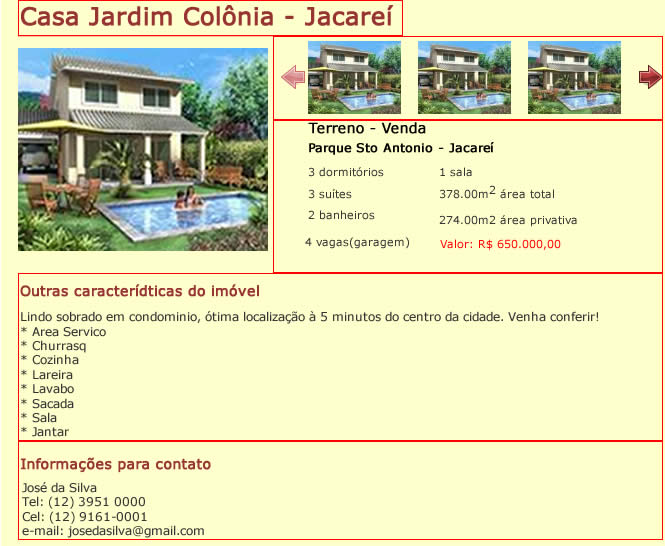 Casa Jardim Colônia - Jacareí
Terreno - Venda
Parque Sto Antonio - Jacareí
3 dormitórios 1 sala
3 suítes 378.00m2 área total
2 banheiros 274.00m2 área privativa
4 vagas(garagem) Valor: R$ 650.000,00
Outras caracterídticas do imóvel
Lindo sobrado em condominio, ótima localização à 5 minutos do centro da cidade. Venha conferir!
* Area Servico
* Churrasq
* Cozinha
* Lareira
* Lavabo
* Sacada
* Sala
* Jantar
Informações para contato
José da Silva
Tel: (12) 3951 0000
Cel: (12) 9161-0001
e-mail: josedasilva@gmail.com